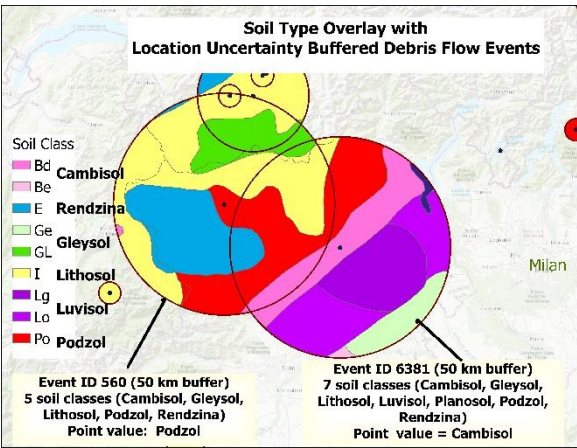 Soil Type Overlay with
Location Uncertainty Buffered Debris Flow Events
Soil Class
Bd
Be
Cambisol
E Rendzina
Ge
GL
Gleysol
I Lithosol
Lg
Lo
Luvisol
Po Podzol
Milan
Event ID 560 (50 km buffer)
5 soil classes (Cambisol, Gleysol,
Lithosol, Podzol, Rendzina)
Point value: Podzol
Event ID 6381 (50 km buffer)
7 soil classes (Cambisol, Gleysol,
Lithosol, Luvisol, Planosol, Podzol,
Rendzina)
Point value = Cambisol